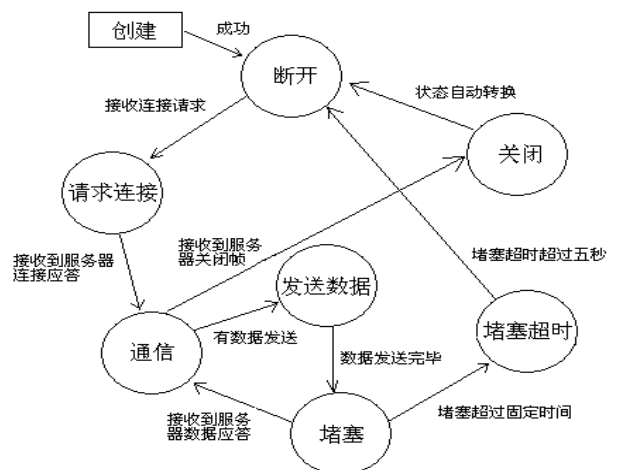 创建
成功
断开
状态自动转换
接收连接请求
关闭
请求连接
接收到服务器
连接应答
接收到服务
器关闭帧
堵塞超时超过五秒
发送数据
通信
有数据发送
堵塞超时
数据发送完毕
接收到服务
器数据应答
堵塞
堵塞超过固定时间